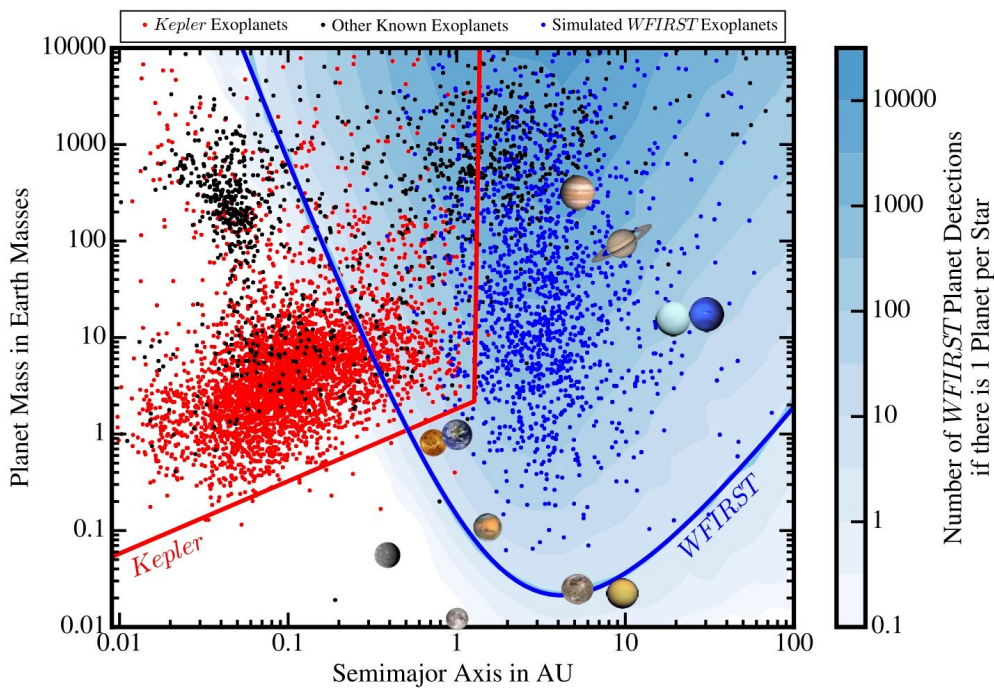 Kepler Exoplanets Other Known Exoplanets Simulated WFIRST Exoplanets
10000
1000
100
10
1
0.1
0.01
Planet Mass in Earth Masses
Kepler
WFIRST
0.01 0.1 1 10 100
Semimajor Axis in AU
10000
1000
100
10
1
0.1
Number of WFIRST Planet Detections
if there is 1 Planet per Star